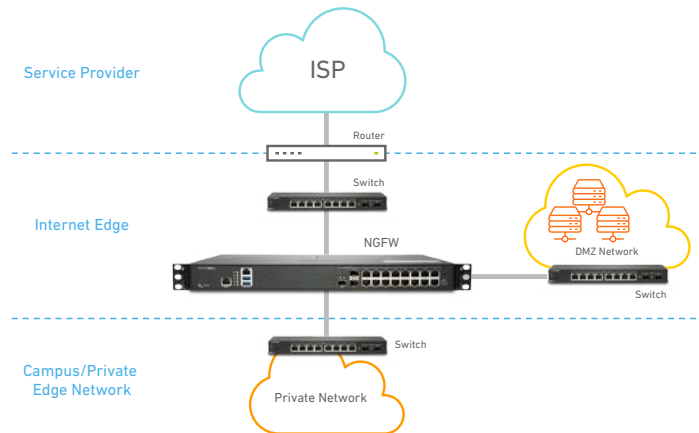 ISP
Service Provider
Router
Switch
Internet Edge
NGFW
DMZ Network
Switch
Switch
Campus/Private
Edge Network
Private Network